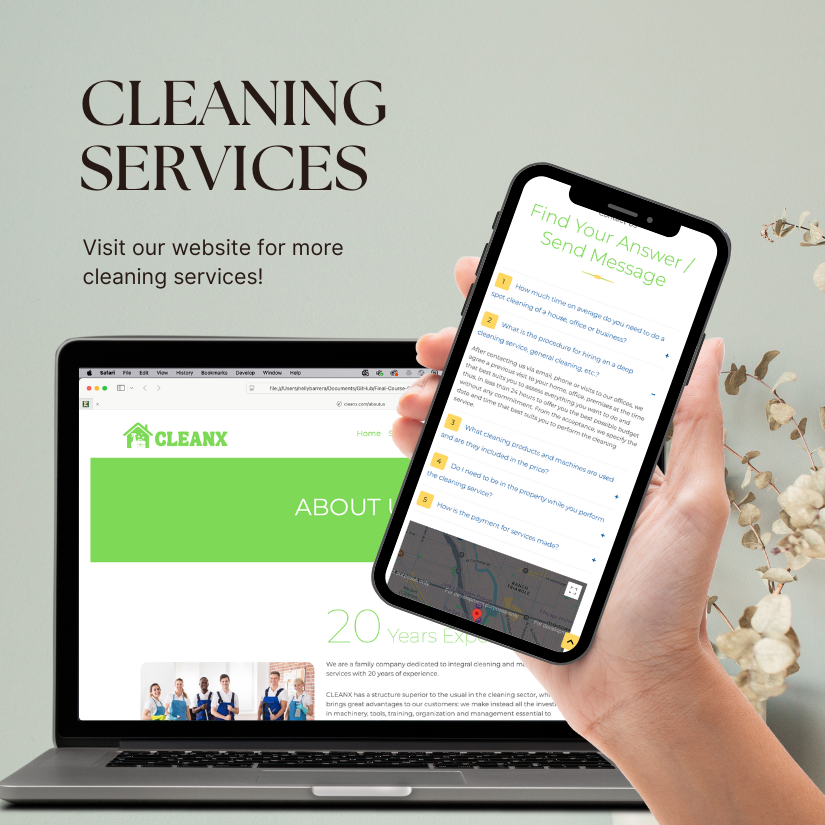 CLEANING
SERVICES
Visit our website for more
cleaning services!
Safari File Edit View History Bookmarks Develop Window Help
cleanx.com/aboutus
CLEANX
Home
ABOUT
20 Years
We are a family company dedicated to integral cleaning and
services with 20 years of experience.
CLEANX has a structure superior to the usual in the cleaning sector,
brings great advantages to our customers: we make instead all the
in machinery, tools, training, organization and management essential to
Find Your Answer /
Send Message
1 How much time on average do you need to do a
spot cleaning of a house, office or business?
+
2 What is the procedure for hiring an a deep
cleaning service, general cleaning, etc?
−
After contacting us via email, phone or visits to our offices, we
agree a previous visit to your home, office, premises at the time
that best suits you to assess everything you want to do and
thus, in less than 24 hours to offer you the best possible budget
without any commitment. From the acceptance, we specify the
date and time that best suits you to perform the cleaning
service.
3 What cleaning products and machines are used
and are they included in the price?
+
4 Do I need to be in the property while you perform
the cleaning service?
+
5 How is the payment for services made?
+
RANCH
TRIANGLE